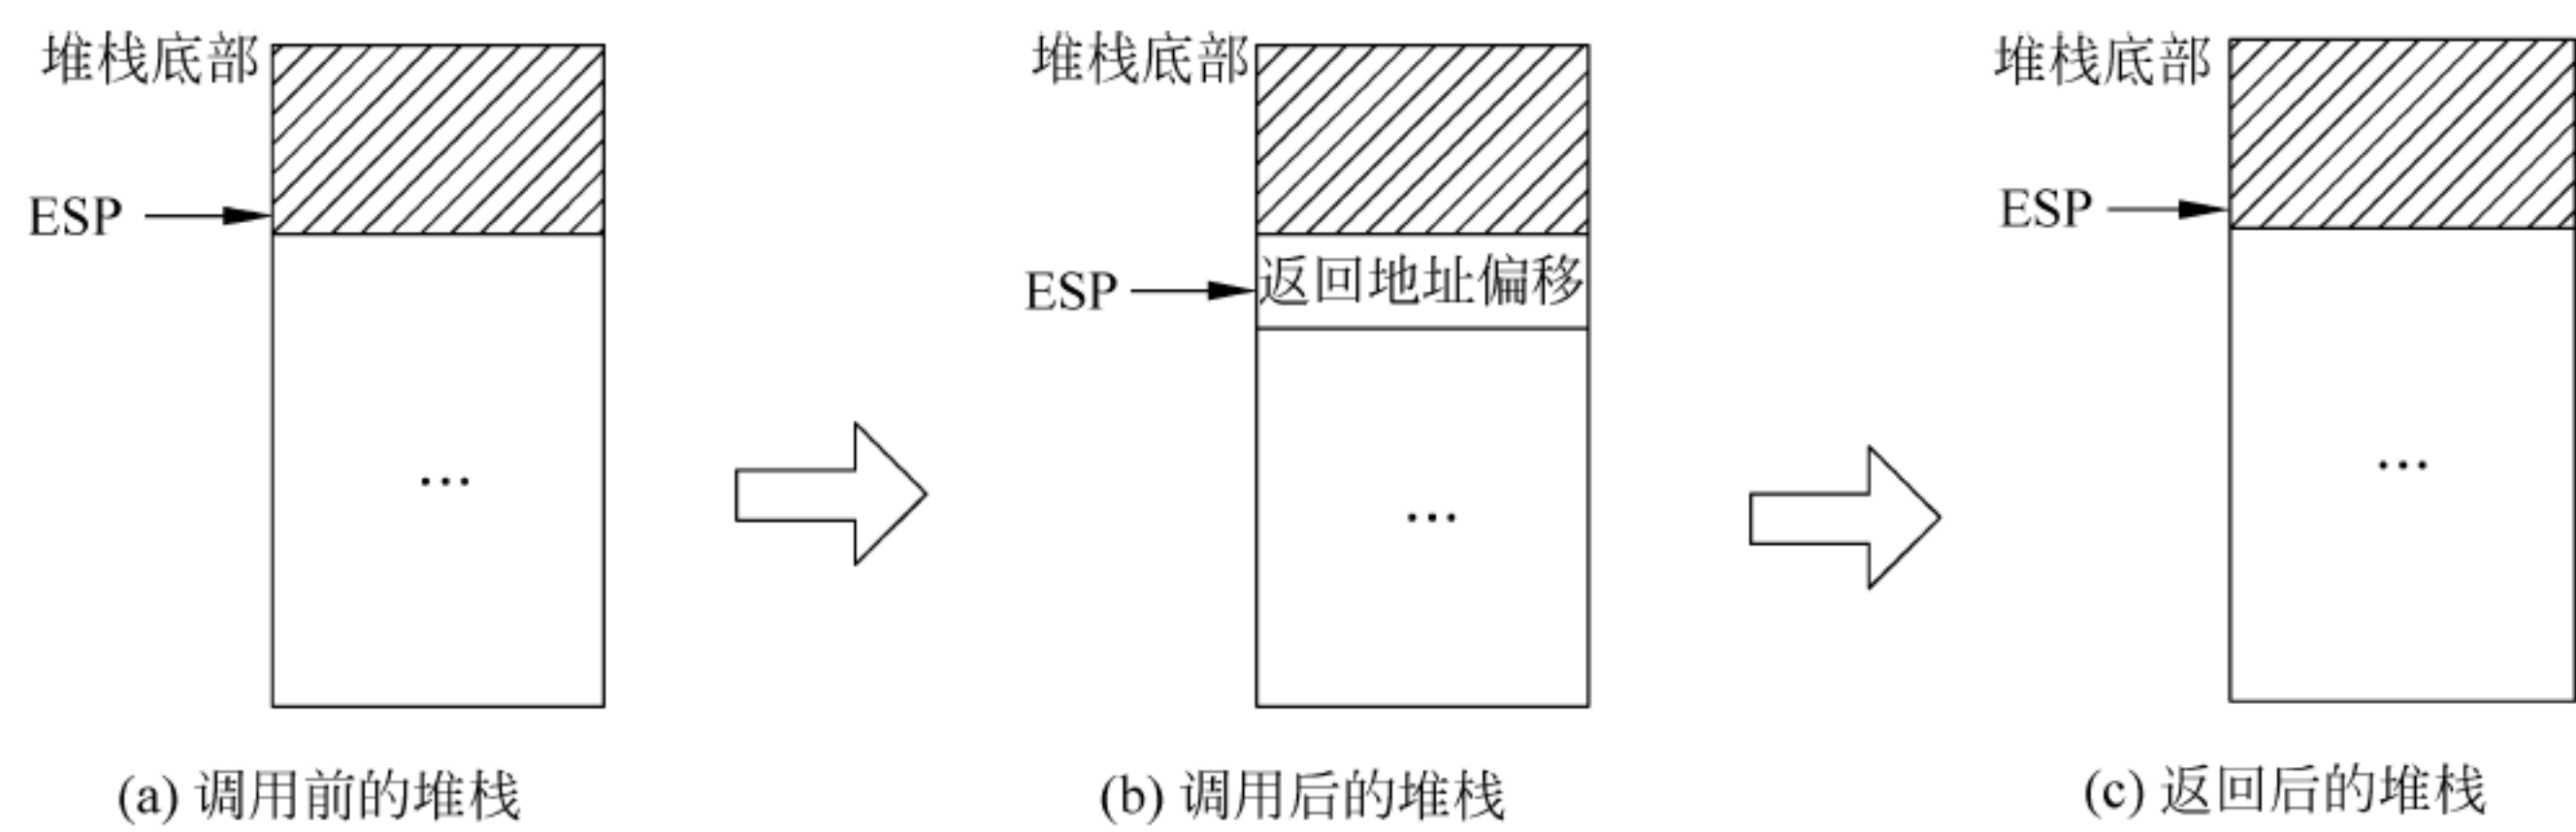 堆栈底部
ESP
…
(a) 调用前的堆栈
堆栈底部
ESP
返回地址偏移
…
(b) 调用后的堆栈
堆栈底部
ESP
…
(c) 返回后的堆栈